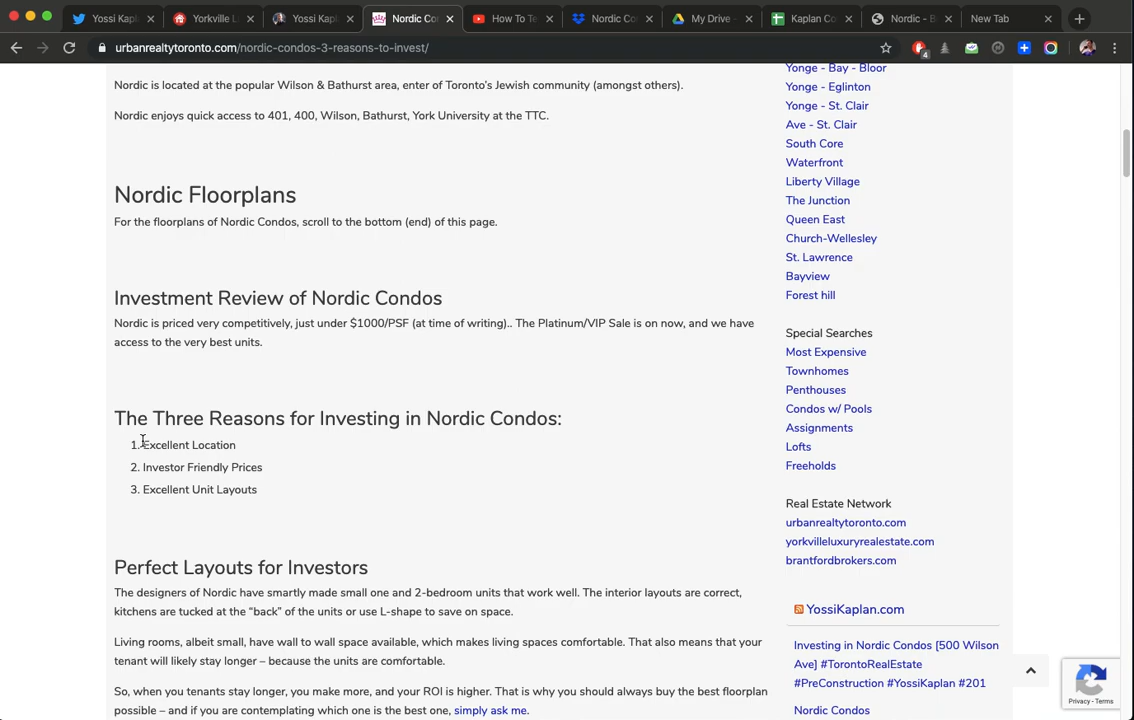 Yossi Kapl
Yorkville L
Yossi Kapl
Nordic Co
How To Te
Nordic Co
My Drive -
Kaplan Co
Nordic - B
New Tab
urbanrealtytoronto.com/nordic-condos-3-reasons-to-invest/
4
Nordic is located at the popular Wilson & Bathurst area, enter of Toronto's Jewish community (amongst others).
Nordic enjoys quick access to 401, 400, Wilson, Bathurst, York University at the TTC.
Nordic Floorplans
For the floorplans of Nordic Condos, scroll to the bottom (end) of this page.
Investment Review of Nordic Condos
Nordic is priced very competitively, just under $1000/PSF (at time of writing).. The Platinum/VIP Sale is on now, and we have
access to the very best units.
The Three Reasons for Investing in Nordic Condos:
1. Excellent Location
2. Investor Friendly Prices
3. Excellent Unit Layouts
Perfect Layouts for Investors
The designers of Nordic have smartly made small one and 2-bedroom units that work well. The interior layouts are correct,
kitchens are tucked at the “back” of the units or use L-shape to save on space.
Living rooms, albeit small, have wall to wall space available, which makes living spaces comfortable. That also means that your
tenant will likely stay longer – because the units are comfortable.
So, when you tenants stay longer, you make more, and your ROI is higher. That is why you should always buy the best floorplan
possible – and if you are contemplating which one is the best one, simply ask me.
Yonge - Bay - Bloor
Yonge - Eglinton
Yonge - St. Clair
Ave - St. Clair
South Core
Waterfront
Liberty Village
The Junction
Queen East
Church-Wellesley
St. Lawrence
Bayview
Forest hill
Special Searches
Most Expensive
Townhomes
Penthouses
Condos w/ Pools
Assignments
Lofts
Freeholds
Real Estate Network
urbanrealtytoronto.com
yorkvilleluxuryrealestate.com
brantfordbrokers.com
YossiKaplan.com
Investing in Nordic Condos [500 Wilson
Ave] #TorontoRealEstate
#PreConstruction #YossiKaplan #201
Nordic Condos
Privacy - Terms